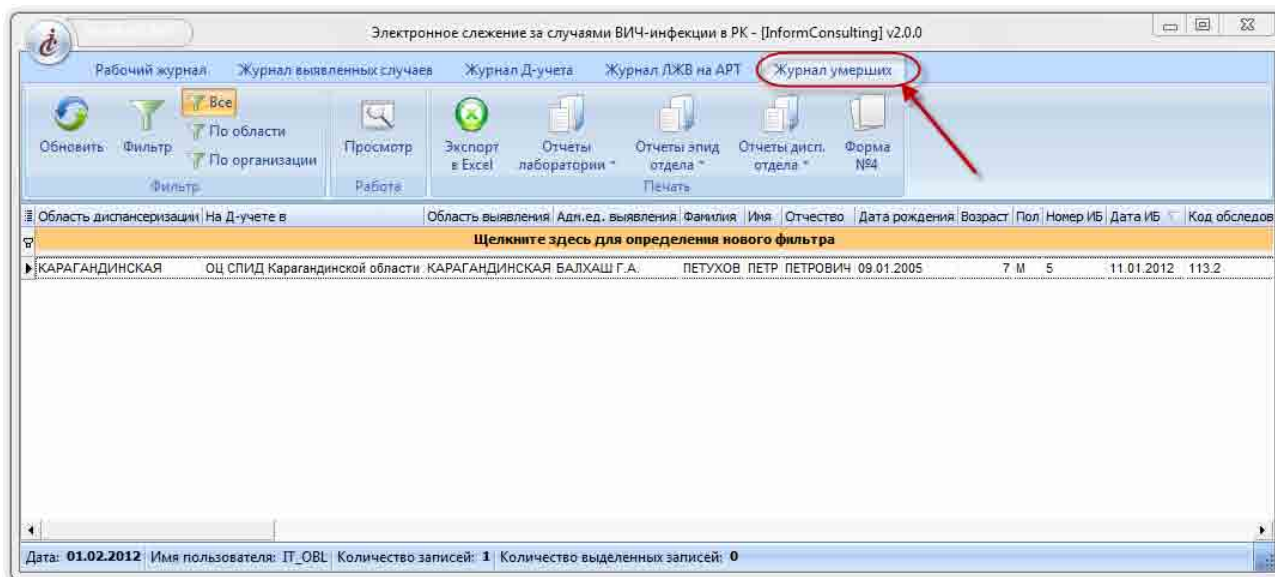 Электронное слежение за случаями ВИЧ-инфекции в РК - [InformConsulting] v2.0.0
Рабочий журнал Журнал выявленных случаев Журнал Д-учета Журнал ЛЖВ на АРТ Журнал умерших
Все
По области
По организации
Обновить Фильтр Просмотр Экспорт в Excel Отчеты лаборатории Отчеты эпид отдела Отчеты дисп. отдела Форма №4
Фильтр Работа Печать
Область диспансеризации На Д-учете в Область выявления Адм.ед. выявления Фамилия Имя Отчество Дата рождения Возраст Пол Номер ИБ Дата ИБ Код обследов
Щелкните здесь для определения нового фильтра
КАРАГАНДИНСКАЯ ОЦ СПИД Карагандинской области КАРАГАНДИНСКАЯ БАЛХАШ Г.А. ПЕТУХОВ ПЕТР ПЕТРОВИЧ 09.01.2005 7 М 5 11.01.2012 113.2
Дата: 01.02.2012 Имя пользователя: IT_OBL Количество записей: 1 Количество выделенных записей: 0